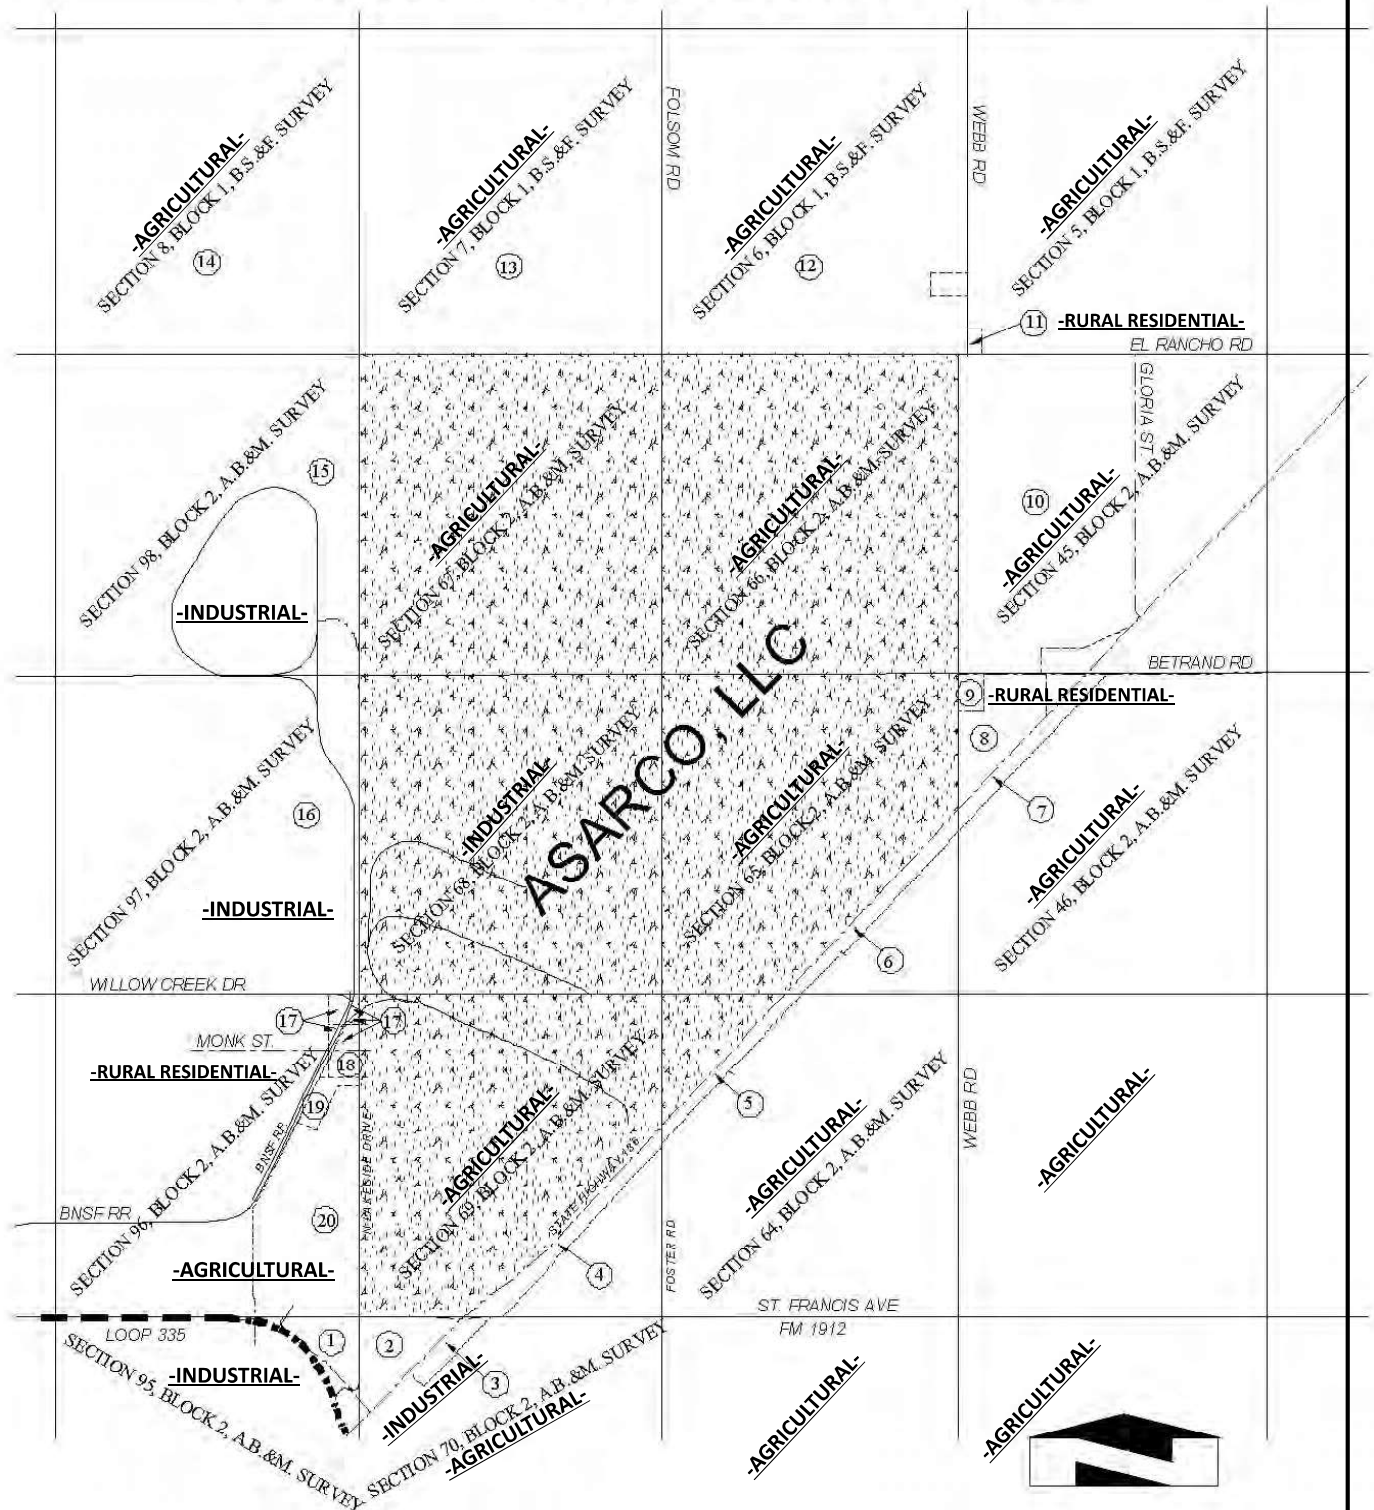 -AGRICULTURAL-
SECTION 8, BLOCK 1, B.S.&F. SURVEY
14
-AGRICULTURAL-
SECTION 7, BLOCK 1, B.S.&F. SURVEY
13
FOLSOM RD
-AGRICULTURAL-
SECTION 6, BLOCK 1, B.S.&F. SURVEY
12
WEBB RD
-AGRICULTURAL-
SECTION 5, BLOCK 1, B.S.&F. SURVEY
11
-RURAL RESIDENTIAL-
EL RANCHO RD
SECTION 98, BLOCK 2, A.B.&M. SURVEY
15
-INDUSTRIAL-
-AGRICULTURAL-
SECTION 67, BLOCK 2, A.B.&M. SURVEY
-AGRICULTURAL-
SECTION 66, BLOCK 2, A.B.&M. SURVEY
GLORIA ST
10
-AGRICULTURAL-
SECTION 45, BLOCK 2, A.B.&M. SURVEY
BETRAND RD
ASARCO, LLC
9
-RURAL RESIDENTIAL-
8
7
SECTION 97, BLOCK 2, A.B.&M. SURVEY
16
-INDUSTRIAL-
-INDUSTRIAL-
SECTION 68, BLOCK 2, A.B.&M. SURVEY
-AGRICULTURAL-
SECTION 65, BLOCK 2, A.B.&M. SURVEY
-AGRICULTURAL-
SECTION 46, BLOCK 2, A.B.&M. SURVEY
6
WILLOW CREEK DR
17
17
MONK ST.
18
-RURAL RESIDENTIAL-
19
BNSF RR
SECTION 96, BLOCK 2, A.B.&M. SURVEY
BNSF RR
20
-AGRICULTURAL-
N LAKESIDE DRIVE
-AGRICULTURAL-
SECTION 69, BLOCK 2, A.B.&M. SURVEY
STATE HIGHWAY 136
5
4
FOSTER RD
-AGRICULTURAL-
SECTION 64, BLOCK 2, A.B.&M. SURVEY
WEBB RD
-AGRICULTURAL-
ST. FRANCIS AVE
FM 1912
LOOP 335
1
2
3
-INDUSTRIAL-
SECTION 95, BLOCK 2, A.B.&M. SURVEY
-INDUSTRIAL-
SECTION 70, BLOCK 2, A.B.&M. SURVEY
-AGRICULTURAL-
-AGRICULTURAL-
-AGRICULTURAL-